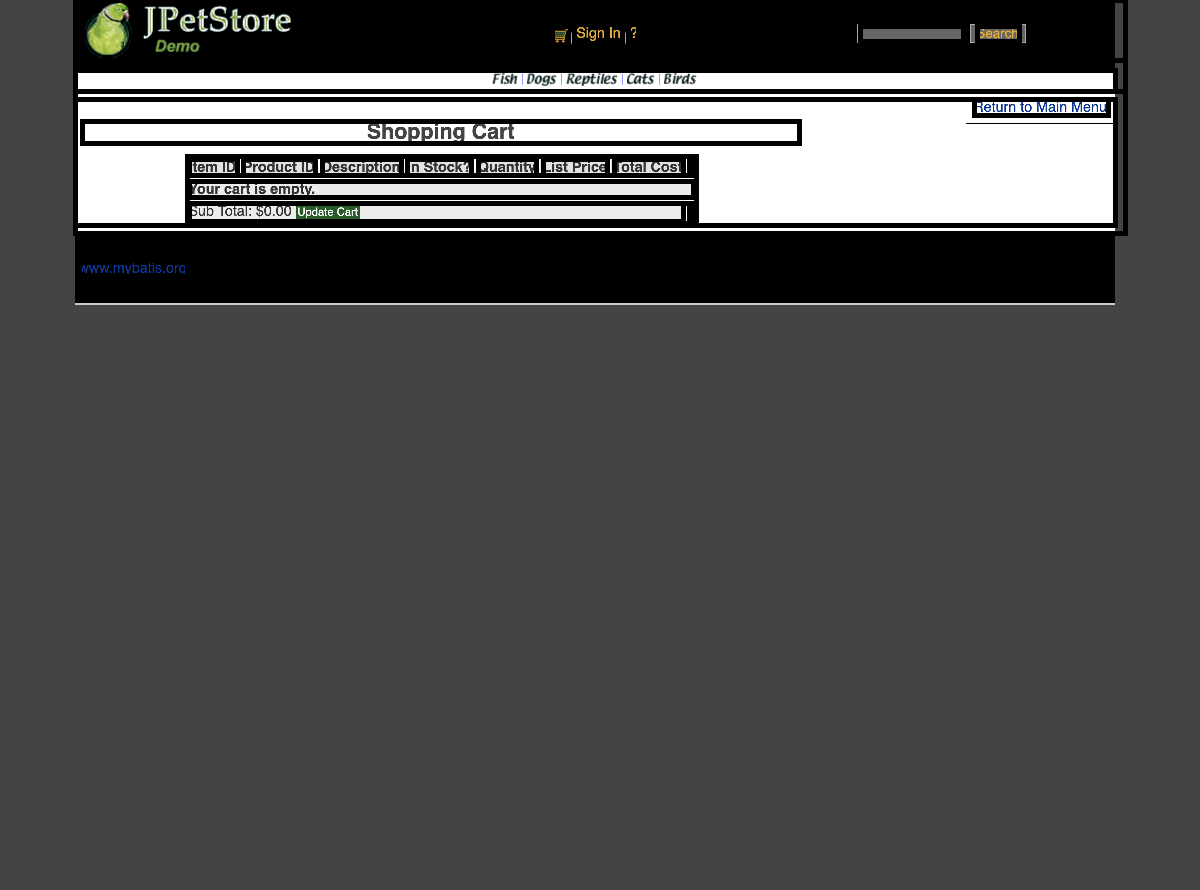 JPetStore
Demo
Sign In ?
Search
Fish Dogs Reptiles Cats Birds
Return to Main Menu
Shopping Cart
Item ID Product ID Description In Stock? Quantity List Price Total Cost
Your cart is empty.
Sub Total: $0.00 Update Cart
www.mybatis.org